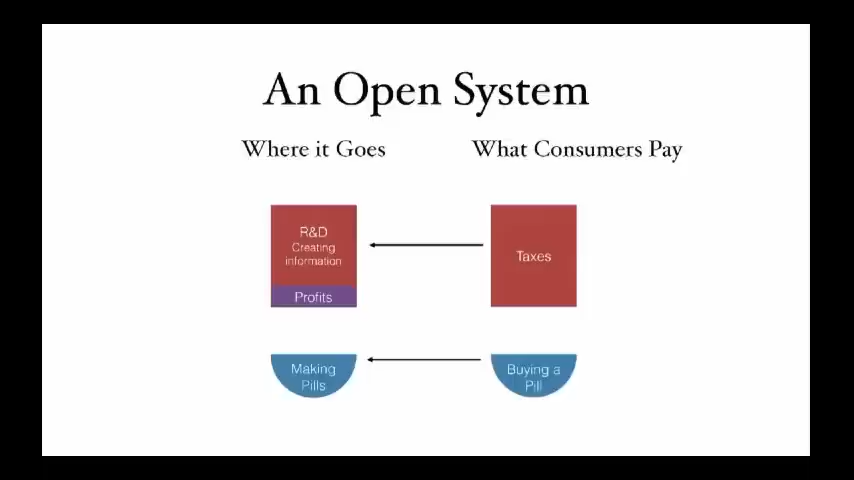 An Open System
Where it Goes
What Consumers Pay
R&D
Creating
information
Profits
Taxes
Making
Pills
Buying a
Pill